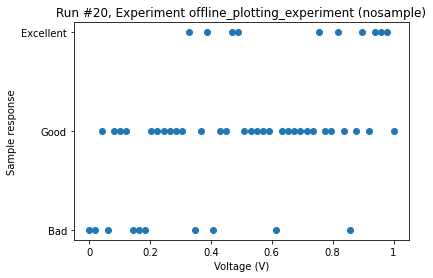 Run #20, Experiment offline_plotting_experiment (nosample)
Excellent
Good
Bad
Sample response
0 0.2 0.4 0.6 0.8 1
Voltage (V)